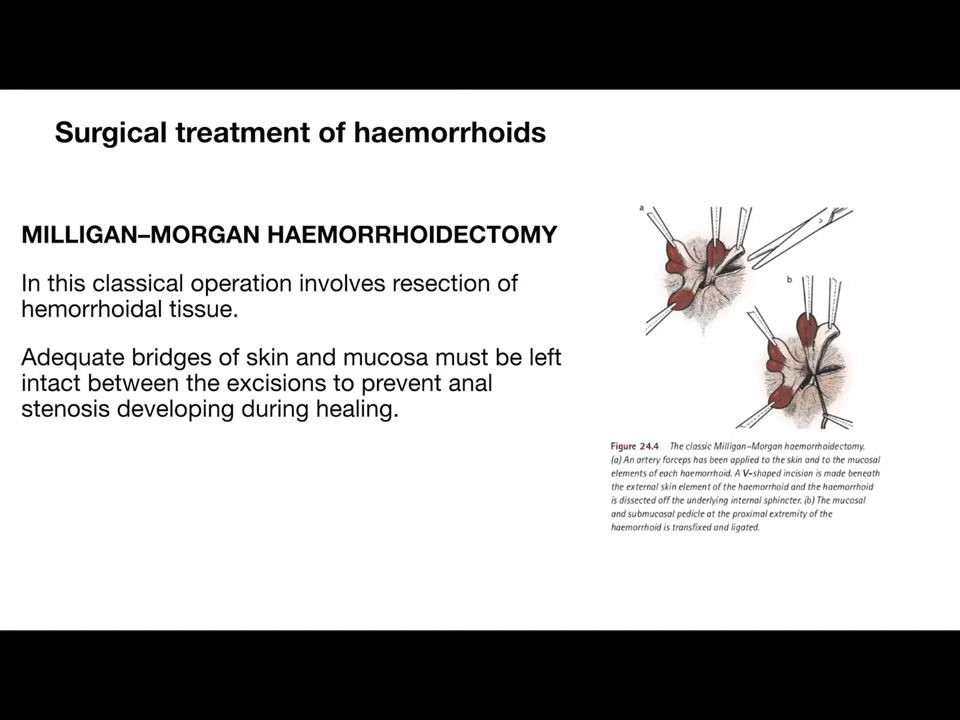 Surgical treatment of haemorrhoids
MILLIGAN–MORGAN HAEMORRHOIDECTOMY
In this classical operation involves resection of
hemorrhoidal tissue.
Adequate bridges of skin and mucosa must be left
intact between the excisions to prevent anal
stenosis developing during healing.
a
b
Figure 24.4 The classic Milligan–Morgan haemorrhoidectomy.
(a) An artery forceps has been applied to the skin and to the mucosal
elements of each haemorrhoid. A V–shaped incision is made beneath
the external skin element of the haemorrhoid and the haemorrhoid
is dissected off the underlying internal sphincter. (b) The mucosal
and submucosal pedicle at the proximal extremity of the
haemorrhoid is transfixed and ligated.